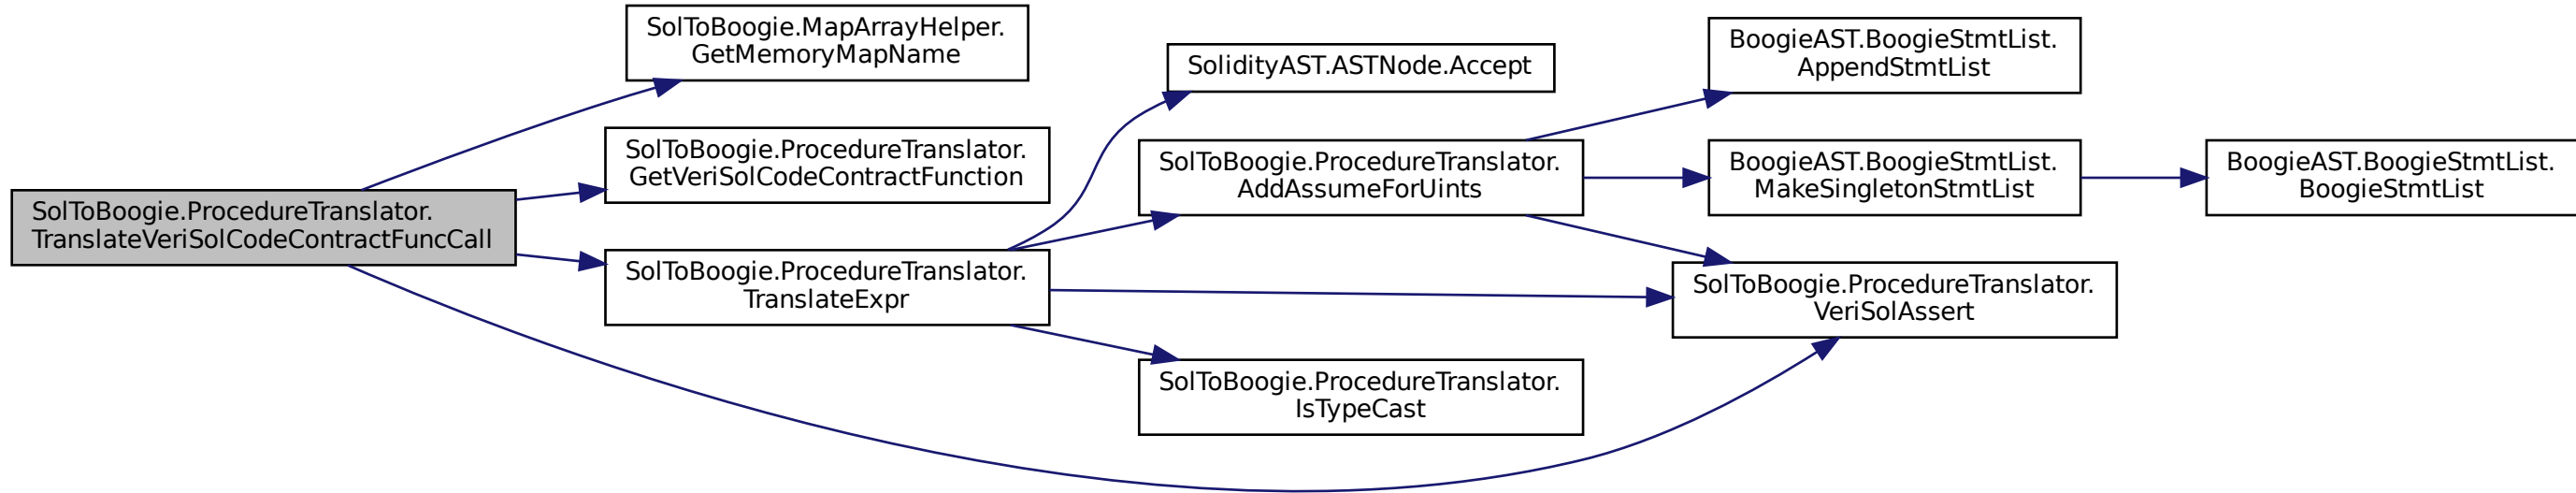 SolToBoogie.ProcedureTranslator.
TranslateVeriSolCodeContractFuncCall
SolToBoogie.MapArrayHelper.
GetMemoryMapName
SolToBoogie.ProcedureTranslator.
GetVeriSolCodeContractFunction
SolToBoogie.ProcedureTranslator.
TranslateExpr
SolidityAST.ASTNode.Accept
SolToBoogie.ProcedureTranslator.
AddAssumeForUints
SolToBoogie.ProcedureTranslator.
IsTypeCast
BoogieAST.BoogieStmtList.
AppendStmtList
BoogieAST.BoogieStmtList.
MakeSingletonStmtList
SolToBoogie.ProcedureTranslator.
VeriSolAssert
BoogieAST.BoogieStmtList.
BoogieStmtList